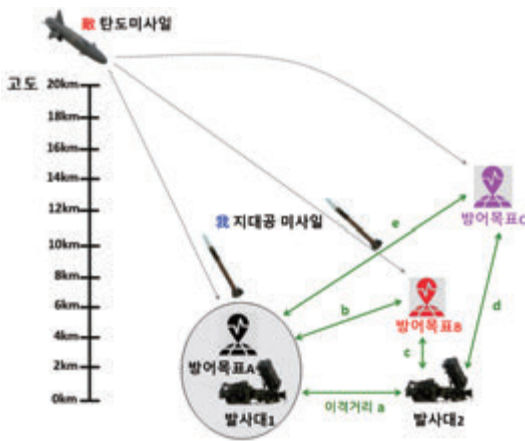 敵 탄도미사일
고도
20km
18km
16km
14km
12km
10km
8km
6km
4km
2km
0km
방어목표C
지대공 미사일
e
b
d
방어목표B
c
방어목표A
이격거리 a
발사대1
발사대2